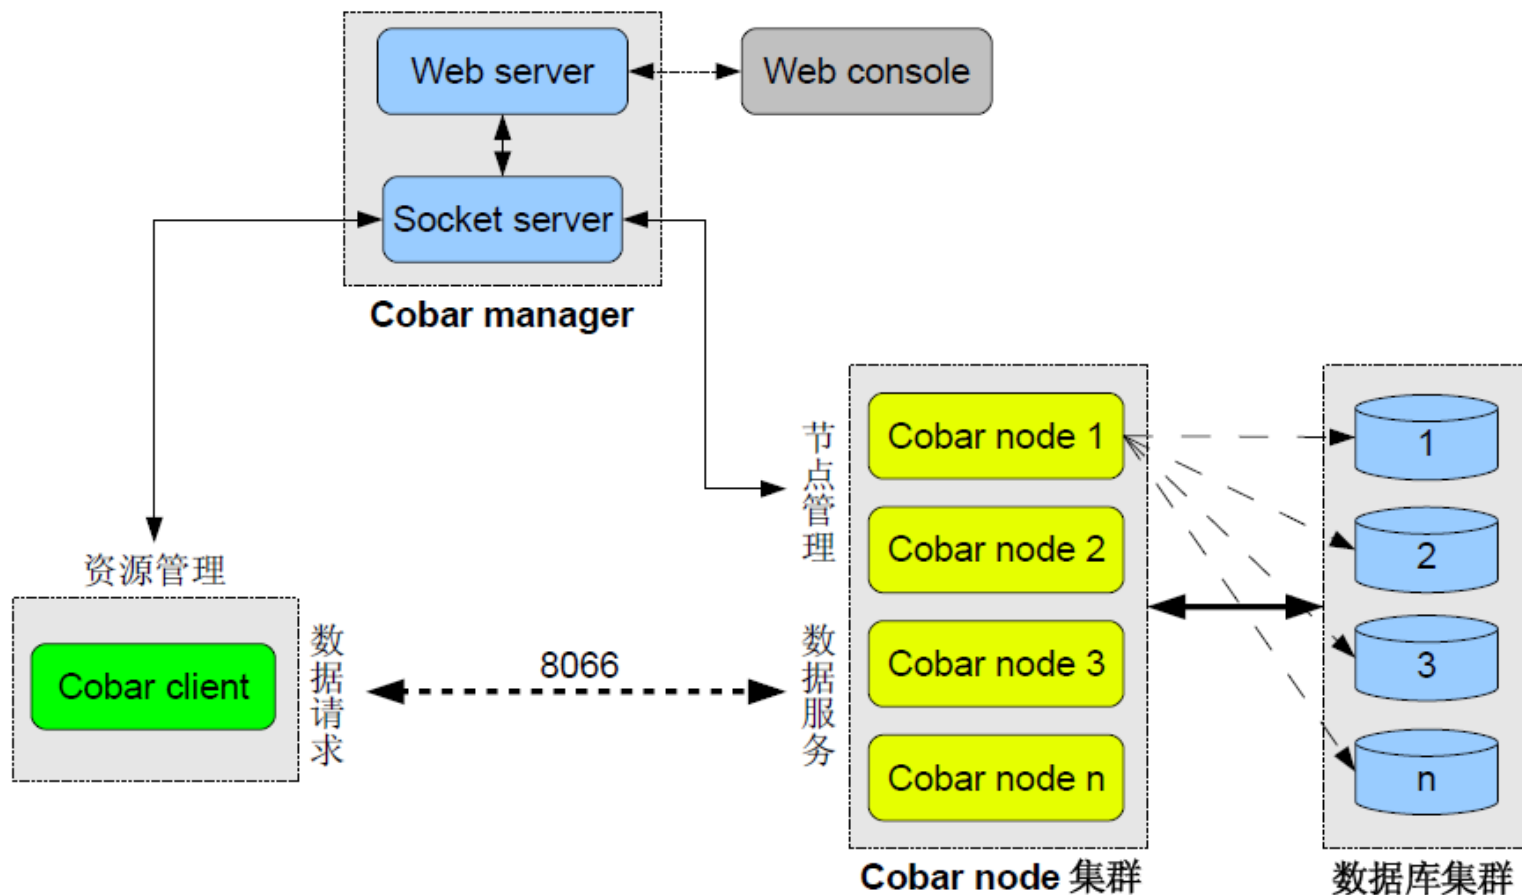 Web server
Web console
Socket server
Cobar manager
资源管理
Cobar client
数据请求
8066
节点管理
数据服务
Cobar node 1
Cobar node 2
Cobar node 3
Cobar node n
Cobar node 集群
1
2
3
n
数据库集群